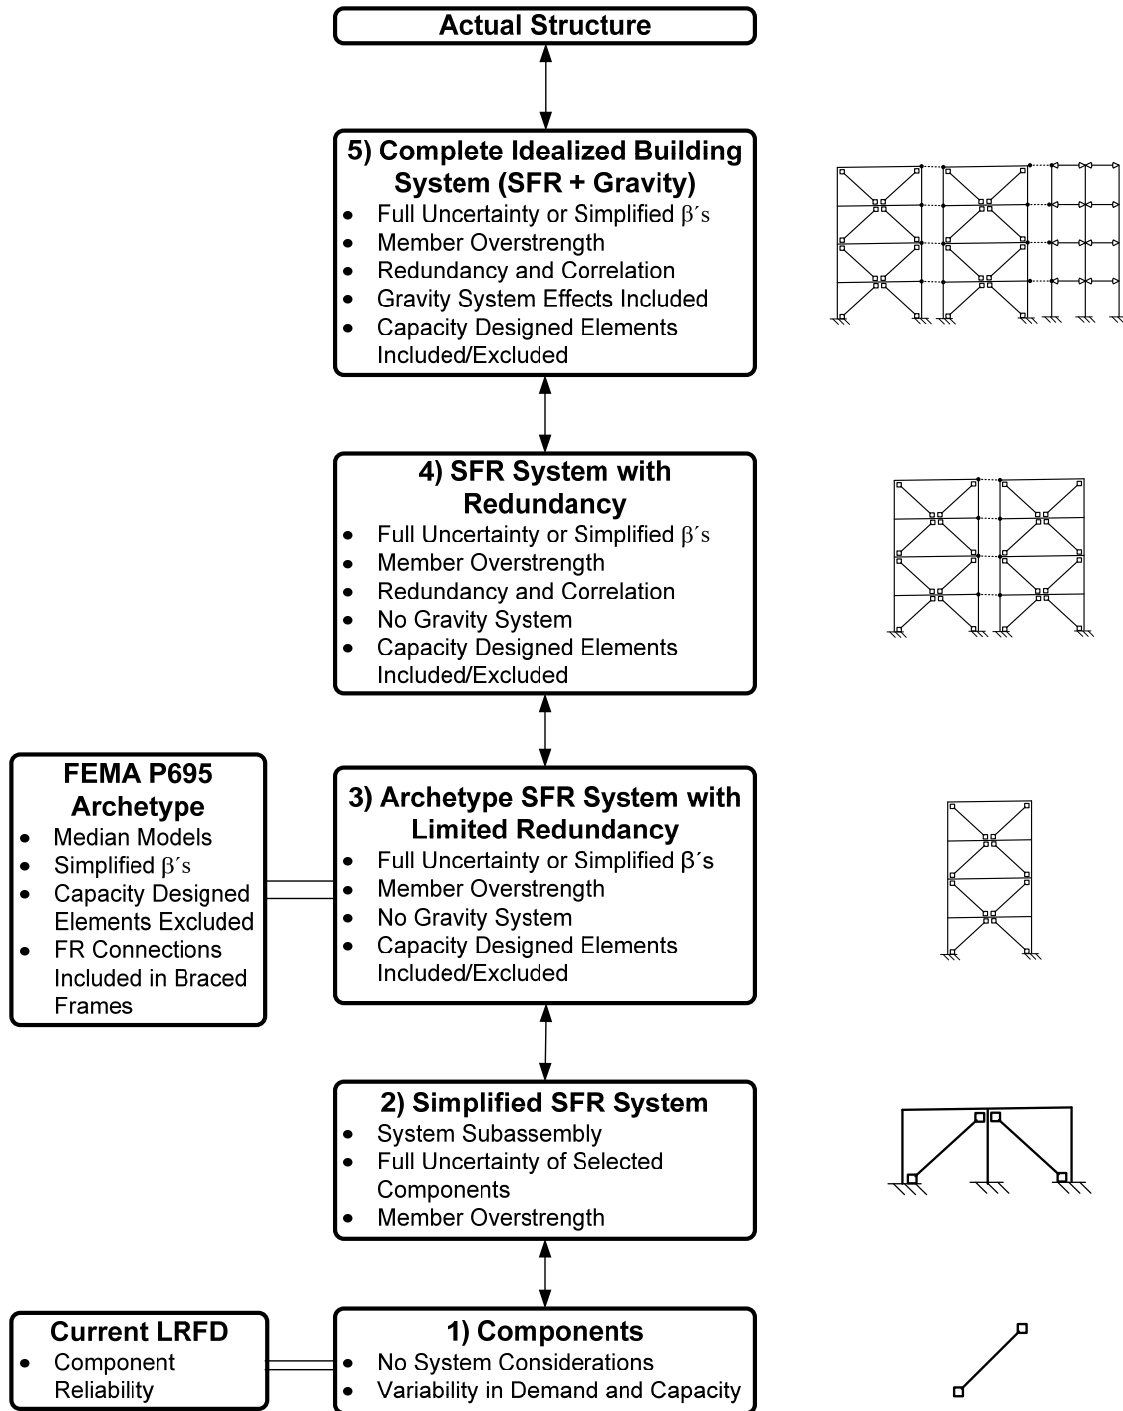 Actual Structure
5) Complete Idealized Building
System (SFR + Gravity)
• Full Uncertainty or Simplified β´s
• Member Overstrength
• Redundancy and Correlation
• Gravity System Effects Included
• Capacity Designed Elements
Included/Excluded
4) SFR System with
Redundancy
• Full Uncertainty or Simplified β´s
• Member Overstrength
• Redundancy and Correlation
• No Gravity System
• Capacity Designed Elements
Included/Excluded
FEMA P695
Archetype
• Median Models
• Simplified β´s
• Capacity Designed
Elements Excluded
• FR Connections
Included in Braced
Frames
3) Archetype SFR System with
Limited Redundancy
• Full Uncertainty or Simplified β´s
• Member Overstrength
• No Gravity System
• Capacity Designed Elements
Included/Excluded
2) Simplified SFR System
• System Subassembly
• Full Uncertainty of Selected
Components
• Member Overstrength
Current LRFD
• Component
Reliability
1) Components
• No System Considerations
• Variability in Demand and Capacity